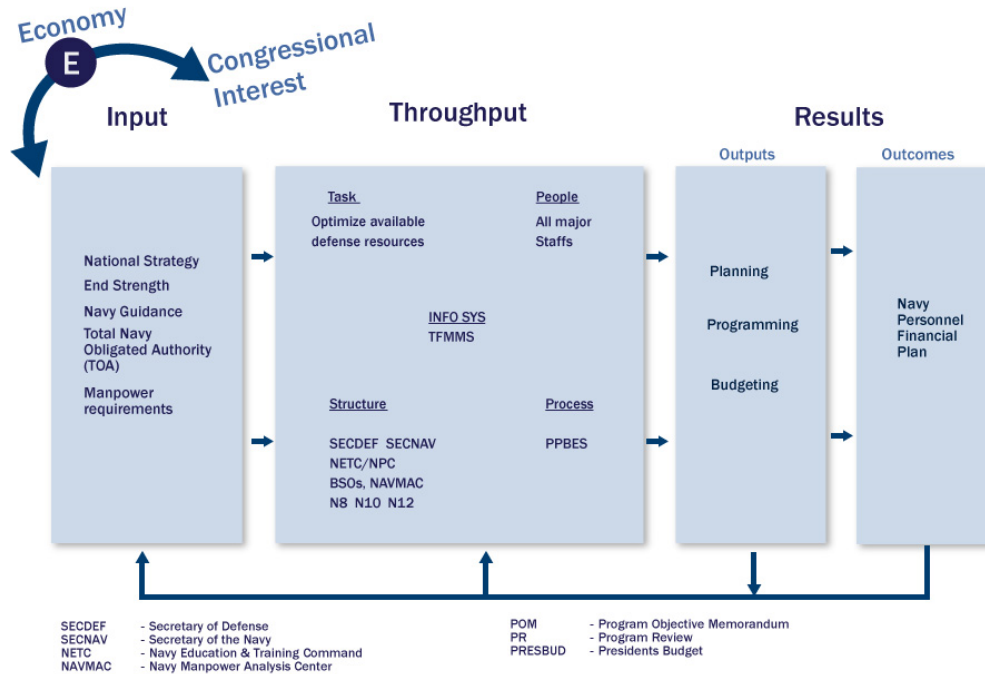 Economy
E
Congressional
Interest
Input
Throughput
Results
Outputs
Outcomes
National Strategy
End Strength
Navy Guidance
Total Navy
Obligated Authority
(TOA)
Manpower
requirements
Task
Optimize available
defense resources
People
All major
Staffs
INFO SYS
TFMMS
Structure
SECDEF SECNAV
NETC/NPC
BSOs, NAVMAC
N8 N10 N12
Process
PPBES
Planning
Programming
Budgeting
Navy
Personnel
Financial
Plan
SECDEF - Secretary of Defense
SECNAV - Secretary of the Navy
NETC - Navy Education & Training Command
NAVMAC - Navy Manpower Analysis Center
POM - Program Objective Memorandum
PR - Program Review
PRESBUD - Presidents Budget